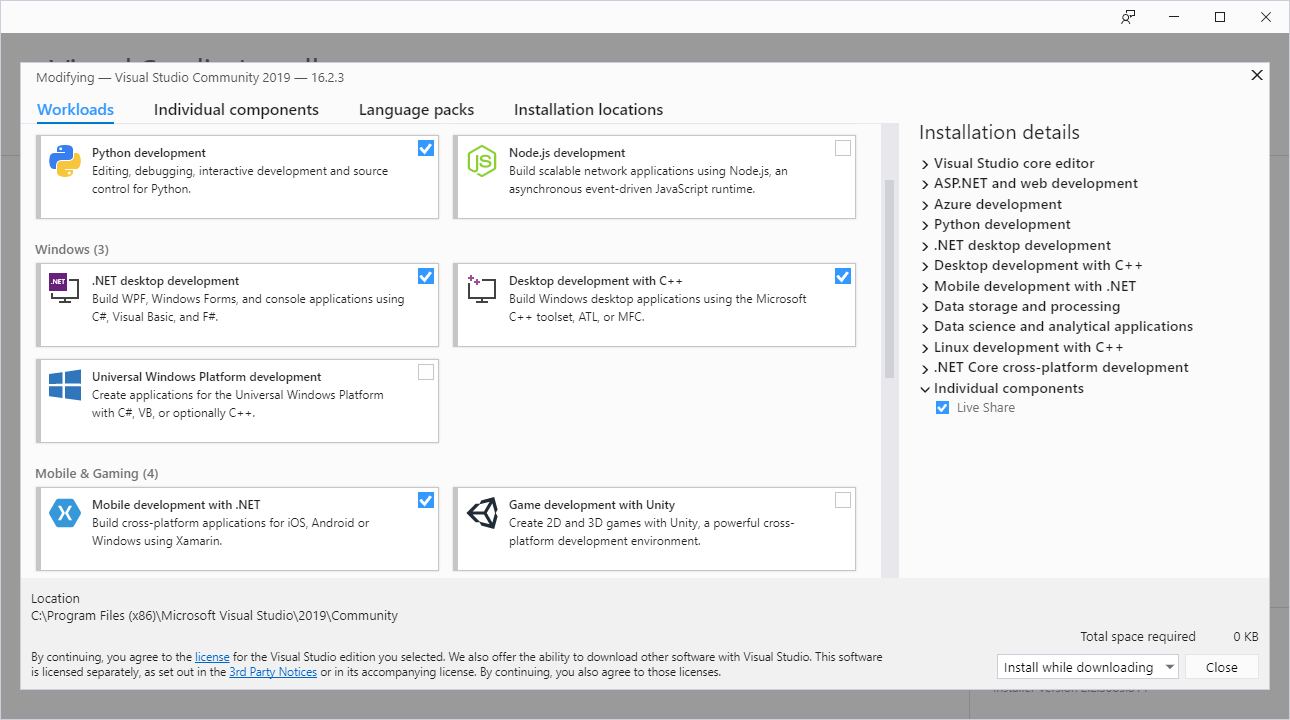 Modifying — Visual Studio Community 2019 — 16.2.3
Workloads
Individual components
Language packs
Installation locations
Python development
Editing, debugging, interactive development and source
control for Python.
Node.js development
Build scalable network applications using Node.js, an
asynchronous event-driven JavaScript runtime.
Windows (3)
.NET
.NET desktop development
Build WPF, Windows Forms, and console applications using
C#, Visual Basic, and F#.
Desktop development with C++
Build Windows desktop applications using the Microsoft
C++ toolset, ATL, or MFC.
Universal Windows Platform development
Create applications for the Universal Windows Platform
with C#, VB, or optionally C++.
Mobile & Gaming (4)
Mobile development with .NET
Build cross-platform applications for iOS, Android or
Windows using Xamarin.
Game development with Unity
Create 2D and 3D games with Unity, a powerful cross-
platform development environment.
Installation details
Visual Studio core editor
ASP.NET and web development
Azure development
Python development
.NET desktop development
Desktop development with C++
Mobile development with .NET
Data storage and processing
Data science and analytical applications
Linux development with C++
.NET Core cross-platform development
Individual components
Live Share
Location
C:\Program Files (x86)\Microsoft Visual Studio\2019\Community
Total space required 0 KB
By continuing, you agree to the license for the Visual Studio edition you selected. We also offer the ability to download other software with Visual Studio. This software
is licensed separately, as set out in the 3rd Party Notices or in its accompanying license. By continuing, you also agree to those licenses.
Install while downloading
Close